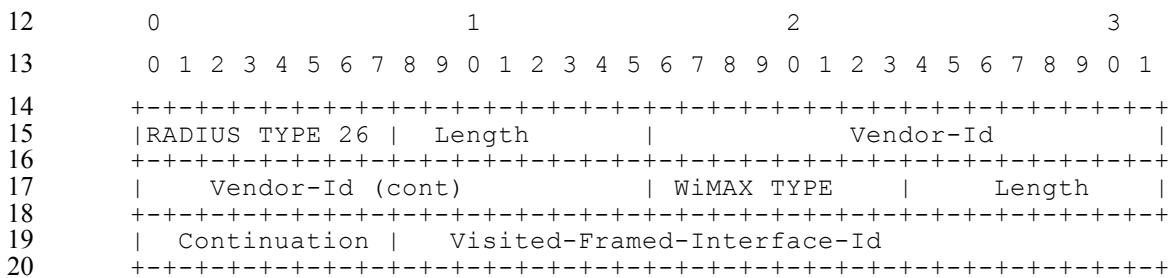 12 0 1 2 3
13 0 1 2 3 4 5 6 7 8 9 0 1 2 3 4 5 6 7 8 9 0 1 2 3 4 5 6 7 8 9 0 1
14 +-+-+-+-+-+-+-+-+-+-+-+-+-+-+-+-+-+-+-+-+-+-+-+-+-+-+-+-+-+-+-+-+
15 |RADIUS TYPE 26 | Length | Vendor-Id |
16 +-+-+-+-+-+-+-+-+-+-+-+-+-+-+-+-+-+-+-+-+-+-+-+-+-+-+-+-+-+-+-+-+
17 | Vendor-Id (cont) | WiMAX TYPE | Length |
18 +-+-+-+-+-+-+-+-+-+-+-+-+-+-+-+-+-+-+-+-+-+-+-+-+-+-+-+-+-+-+-+-+
19 | Continuation | Visited-Framed-Interface-Id
20 +-+-+-+-+-+-+-+-+-+-+-+-+-+-+-+-+-+-+-+-+-+-+-+-+-+-+-+-+-+-+-+-+